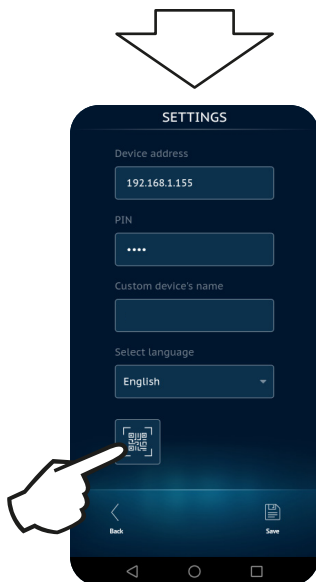 SETTINGS
Device address
192.168.1.155
PIN
••••
Custom device's name
Select language
English
Back
Save